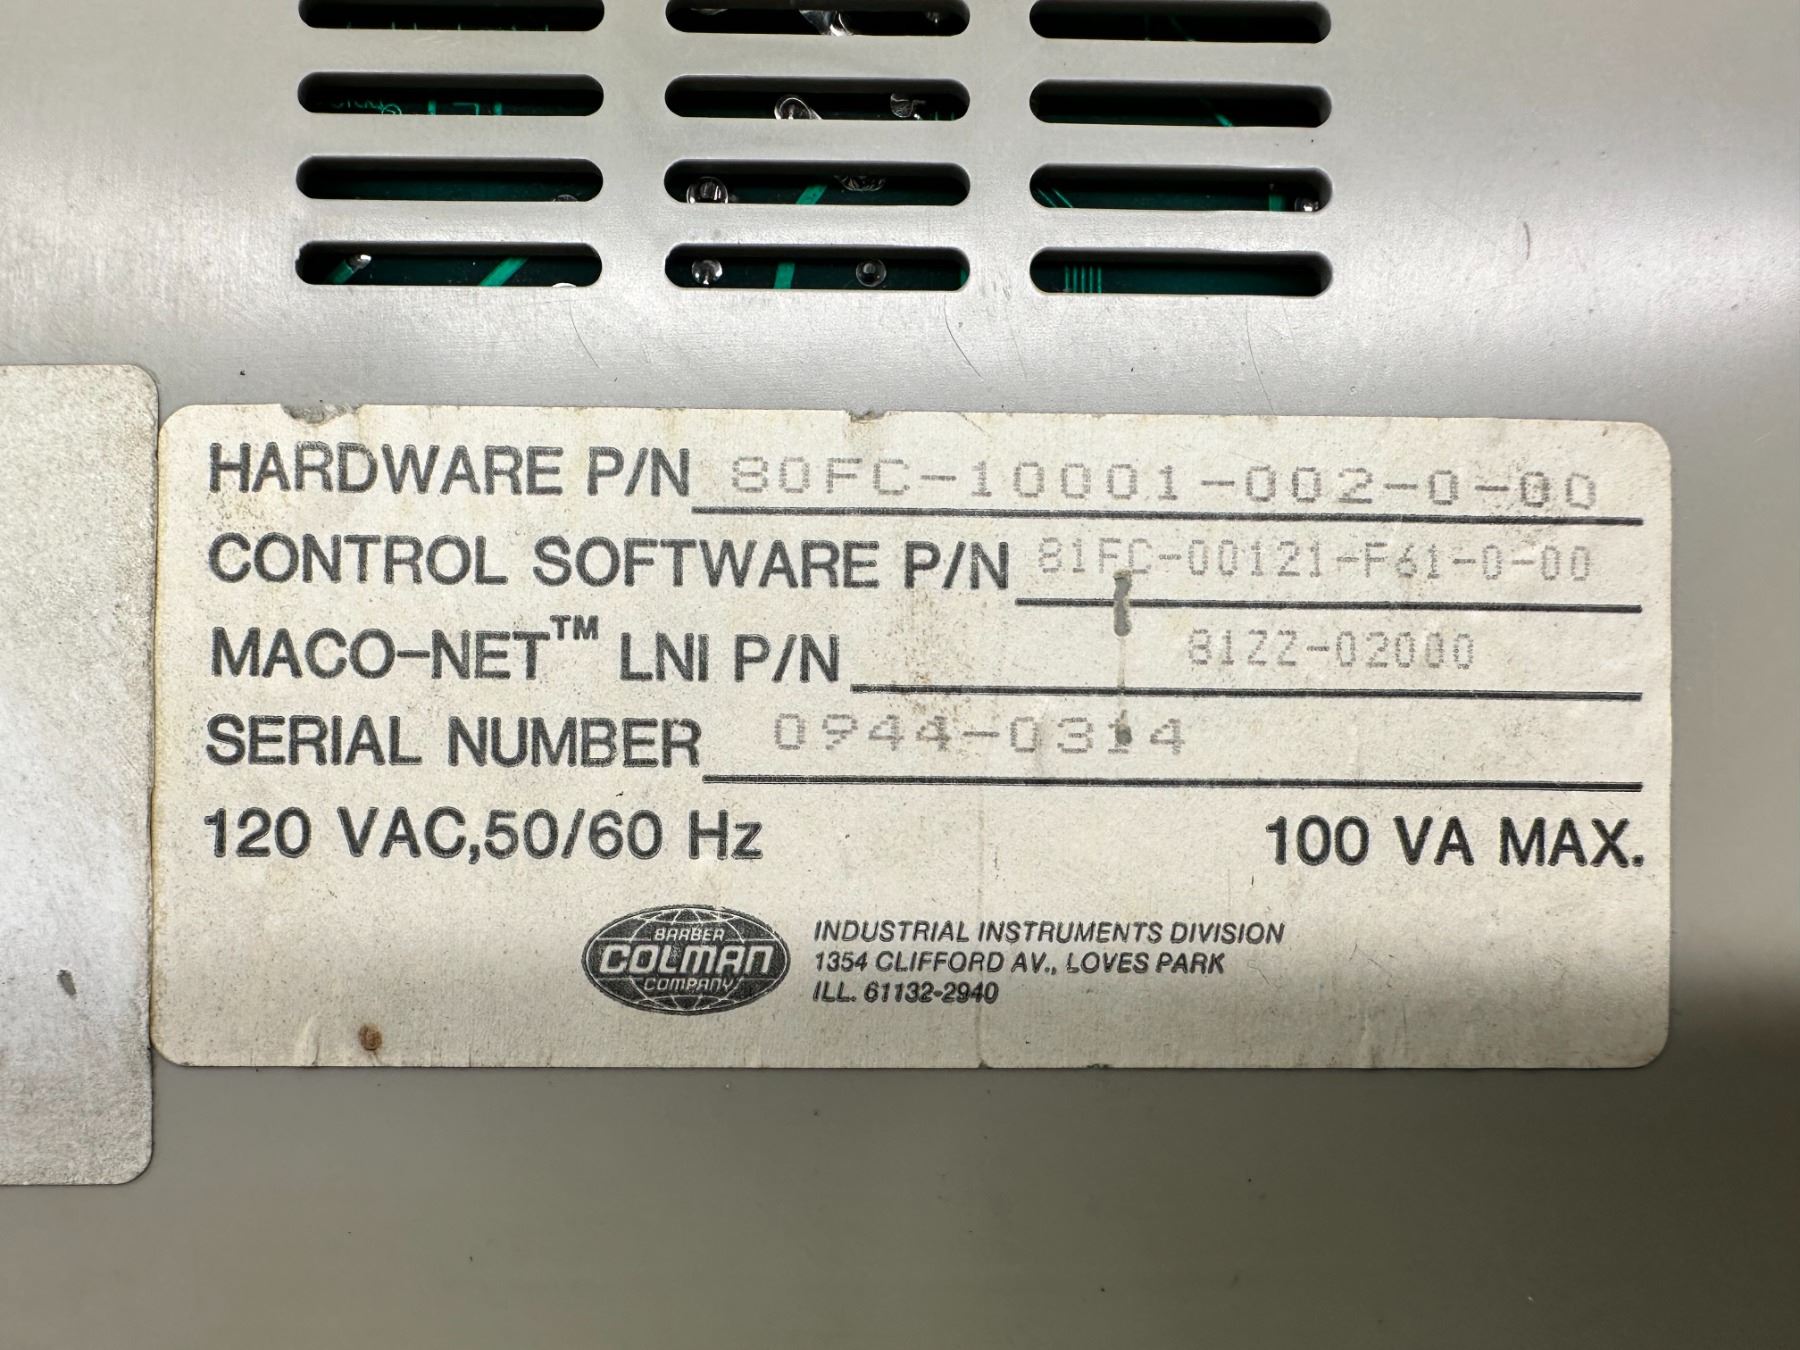 HARDWARE P/N 80FC-10001-002-0-00
CONTROL SOFTWARE P/N 81FC-00121-F61-0-00
MACO-NET™ LNI P/N 81ZZ-02000
SERIAL NUMBER 0944-0314
120 VAC,50/60 Hz 100 VA MAX.
BARBER
COLMAN
COMPANY
INDUSTRIAL INSTRUMENTS DIVISION
1354 CLIFFORD AV., LOVES PARK
ILL. 61132-2940